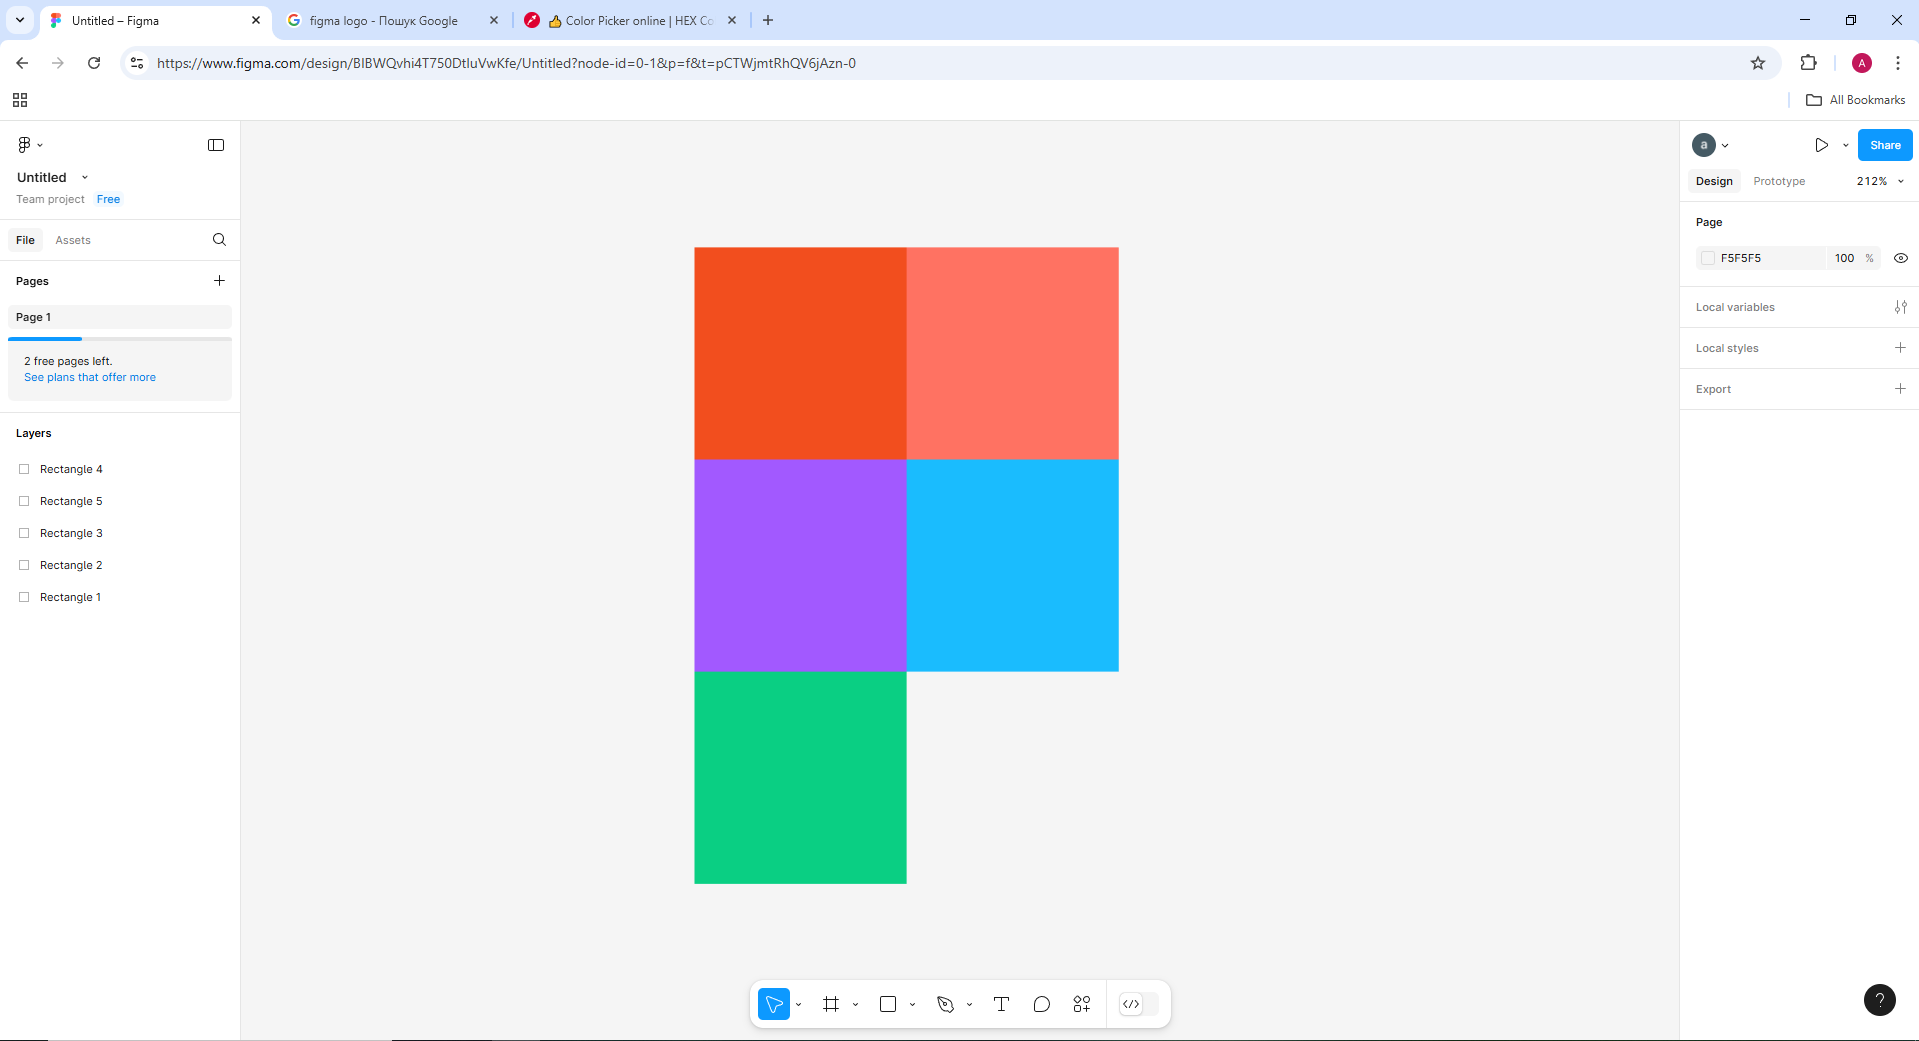 Untitled – Figma
figma logo - Пошук Google
👍 Color Picker online | HEX Co
https://www.figma.com/design/BIBWQvhi4T750DtluVwKfe/Untitled?node-id=0-1&p=f&t=pCTWjmtRhQV6jAzn-0
A
All Bookmarks
Untitled
Team project Free
File Assets
Pages
Page 1
2 free pages left.
See plans that offer more
Layers
Rectangle 4
Rectangle 5
Rectangle 3
Rectangle 2
Rectangle 1
a
Share
Design Prototype 212%
Page
F5F5F5 100 %
Local variables
Local styles
Export
?